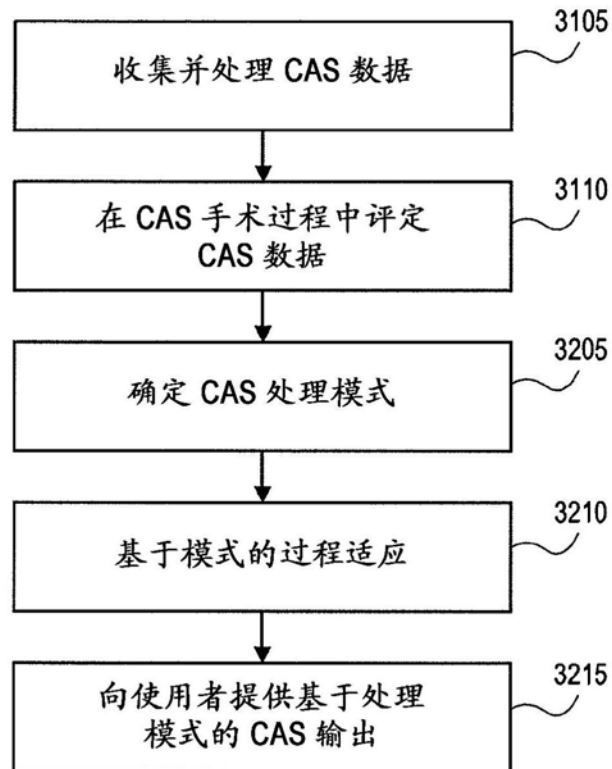 3105
收集并处理 CAS 数据
3110
在 CAS 手术过程中评定
CAS 数据
3205
确定 CAS 处理模式
3210
基于模式的过程适应
3215
向使用者提供基于处理
模式的 CAS 输出